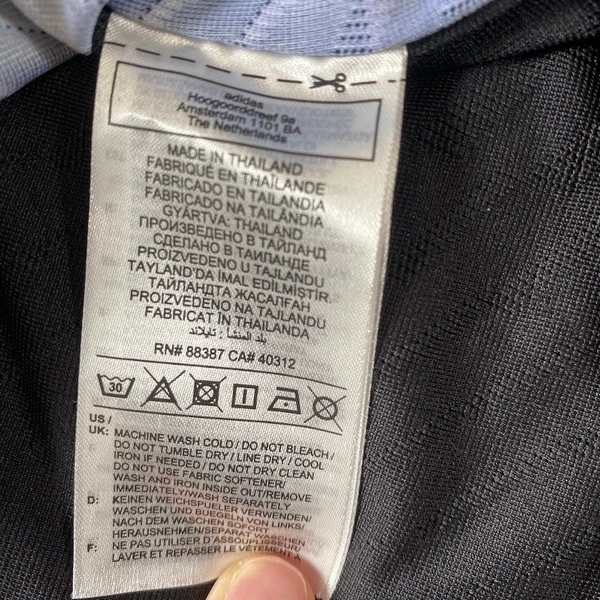 adidas
Hoogoorddreef 9a
Amsterdam 1101 BA
The Netherlands
MADE IN THAILAND
FABRIQUÉ EN THAÏLANDE
FABRICADO EN TAILANDIA
FABRICADO NA TAILÂNDIA
GYÁRTVA: THAILAND
ПРОИЗВЕДЕНО В ТАЙЛАНД
СДЕЛАНО В ТАИЛАНДЕ
PROIZVEDENO U TAJLANDU
TAYLAND'DA İMAL EDİLMİŞTİR.
ТАЙЛАНДТА ЖАСАЛҒАН
PROIZVEDENO NA TAJLANDU
FABRICAT ÎN THAILANDA
بلد المنشأ : تايلاند
RN# 88387 CA# 40312
30
US /
UK: MACHINE WASH COLD / DO NOT BLEACH /
DO NOT TUMBLE DRY / LINE DRY / COOL
IRON IF NEEDED / DO NOT DRY CLEAN
DO NOT USE FABRIC SOFTENER/
WASH AND IRON INSIDE OUT/REMOVE
IMMEDIATELY/WASH SEPARATELY
D: KEINEN WEICHSPUELER VERWENDEN/
WASCHEN UND BUEGELN VON LINKS/
NACH DEM WASCHEN SOFORT
HERAUSNEHMEN/SEPARAT WASCHEN
F: NE PAS UTILISER D'ASSOUPLISSEUR/
LAVER ET REPASSER LE VÊTEMENT À